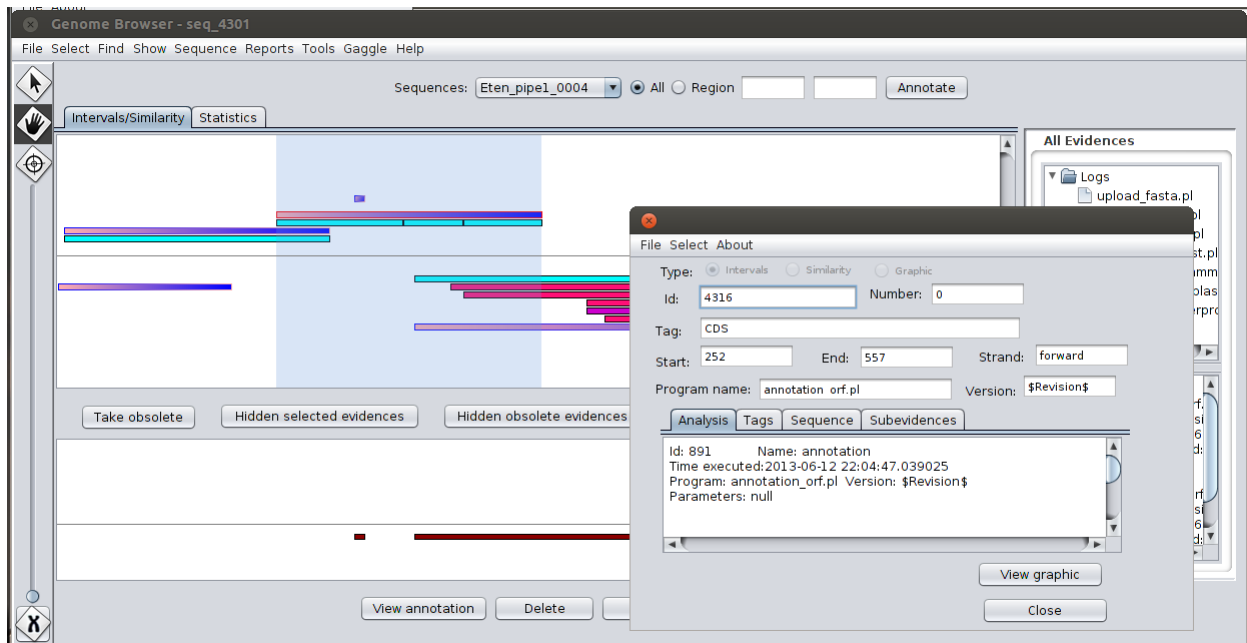 File About
Genome Browser - seq_4301
File Select Find Show Sequence Reports Tools Gaggle Help
Sequences: Eten_pipe1_0004 All Region Annotate
Intervals/Similarity Statistics
All Evidences
Logs
upload_fasta.pl
File Select About
Type: Intervals Similarity Graphic
Id: 4316 Number: 0
Tag: CDS
Start: 252 End: 557 Strand: forward
Program name: annotation_orf.pl Version: $Revision$
Take obsolete Hidden selected evidences Hidden obsolete evidences
Analysis Tags Sequence Subevidences
Id: 891 Name: annotation
Time executed:2013-06-12 22:04:47.039025
Program: annotation_orf.pl Version: $Revision$
Parameters: null
View graphic
View annotation Delete
Close